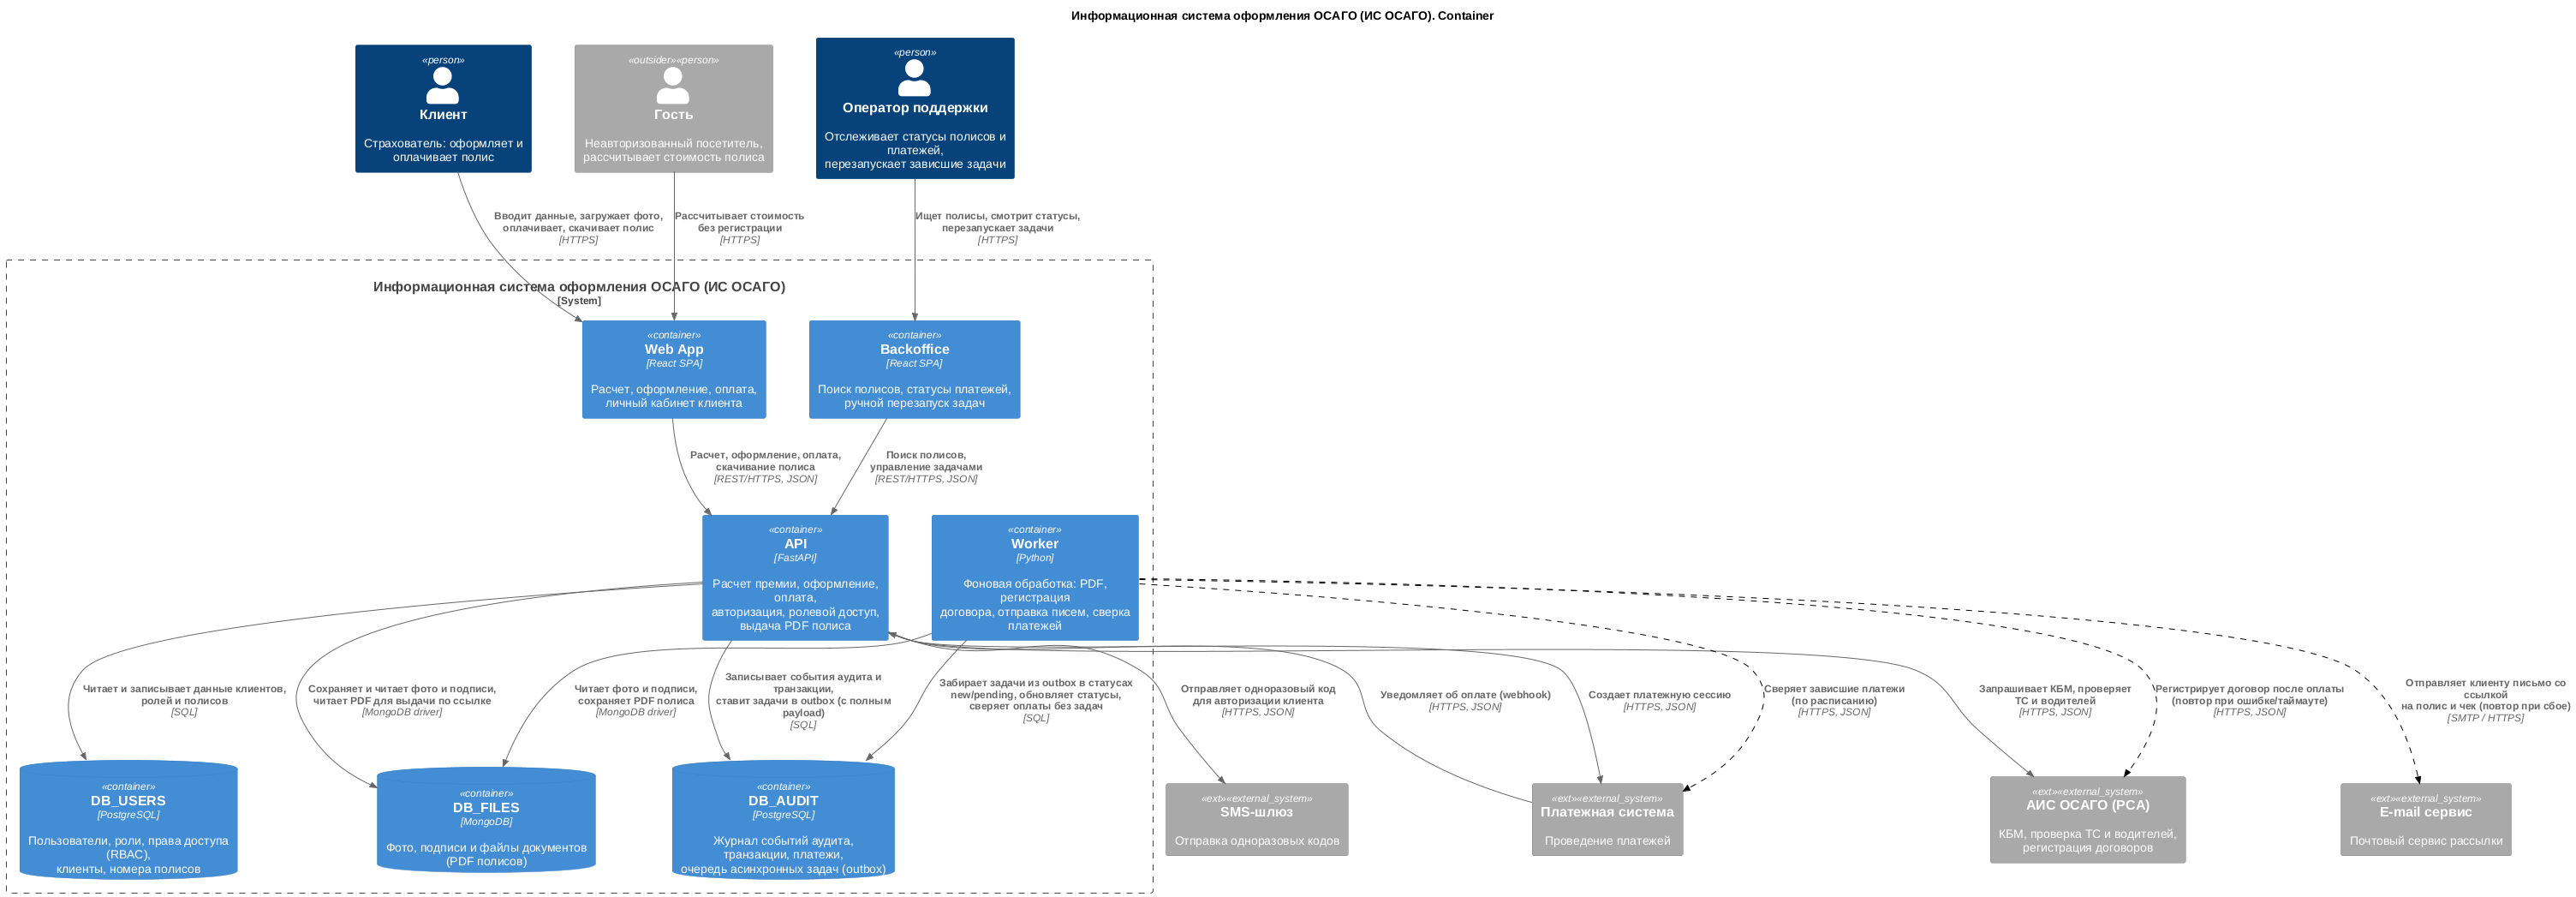 Информационная система оформления ОСАГО (ИС ОСАГО). Container
«person»
Клиент
Страхователь: оформляет и
оплачивает полис
«outsider»«person»
Гость
Неавторизованный посетитель,
рассчитывает стоимость полиса
«person»
Оператор поддержки
Отслеживает статусы полисов и
платежей,
перезапускает зависшие задачи
Вводит данные, загружает фото,
оплачивает, скачивает полис
[HTTPS]
Рассчитывает стоимость
без регистрации
[HTTPS]
Ищет полисы, смотрит статусы,
перезапускает задачи
[HTTPS]
Информационная система оформления ОСАГО (ИС ОСАГО)
[System]
«container»
Web App
[React SPA]
Расчет, оформление, оплата,
личный кабинет клиента
«container»
Backoffice
[React SPA]
Поиск полисов, статусы платежей,
ручной перезапуск задач
Расчет, оформление, оплата,
скачивание полиса
[REST/HTTPS, JSON]
Поиск полисов,
управление задачами
[REST/HTTPS, JSON]
«container»
API
[FastAPI]
Расчет премии, оформление,
оплата,
авторизация, ролевой доступ,
выдача PDF полиса
«container»
Worker
[Python]
Фоновая обработка: PDF,
регистрация
договора, отправка писем, сверка
платежей
Читает и записывает данные клиентов,
ролей и полисов
[SQL]
Сохраняет и читает фото и подписи,
читает PDF для выдачи по ссылке
[MongoDB driver]
Читает фото и подписи,
сохраняет PDF полиса
[MongoDB driver]
Записывает события аудита и
транзакции,
ставит задачи в outbox (с полным
payload)
[SQL]
Забирает задачи из outbox в статусах
new/pending, обновляет статусы,
сверяет оплаты без задач
[SQL]
Отправляет одноразовый код
для авторизации клиента
[HTTPS, JSON]
Уведомляет об оплате (webhook)
[HTTPS, JSON]
Создает платежную сессию
[HTTPS, JSON]
Сверяет зависшие платежи
(по расписанию)
[HTTPS, JSON]
Запрашивает КБМ, проверяет
ТС и водителей
[HTTPS, JSON]
Регистрирует договор после оплаты
(повтор при ошибке/таймауте)
[HTTPS, JSON]
Отправляет клиенту письмо со
ссылкой
на полис и чек (повтор при сбое)
[SMTP / HTTPS]
«container»
DB_USERS
[PostgreSQL]
Пользователи, роли, права доступа
(RBAC),
клиенты, номера полисов
«container»
DB_FILES
[MongoDB]
Фото, подписи и файлы документов
(PDF полисов)
«container»
DB_AUDIT
[PostgreSQL]
Журнал событий аудита,
транзакции, платежи,
очередь асинхронных задач (outbox)
«ext»«external_system»
SMS-шлюз
Отправка одноразовых кодов
«ext»«external_system»
Платежная система
Проведение платежей
«ext»«external_system»
АИС ОСАГО (РСА)
КБМ, проверка ТС и водителей,
регистрация договоров
«ext»«external_system»
E-mail сервис
Почтовый сервис рассылки